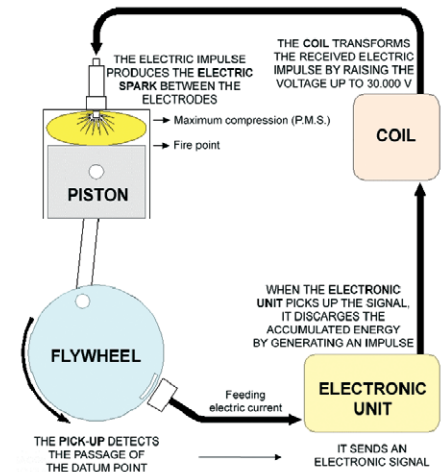 THE ELECTRIC IMPULSE
PRODUCES THE ELECTRIC
SPARK BETWEEN THE
ELECTRODES
THE COIL TRANSFORMS
THE RECEIVED ELECTRIC
IMPULSE BY RAISING THE
VOLTAGE UP TO 30.000 V
Maximum compression (P.M.S.)
Fire point
COIL
PISTON
WHEN THE ELECTRONIC
UNIT PICKS UP THE SIGNAL,
IT DISCARGES THE
ACCUMULATED ENERGY
BY GENERATING AN IMPULSE
FLYWHEEL
Feeding
electric current
ELECTRONIC
UNIT
THE PICK-UP DETECTS
THE PASSAGE OF
THE DATUM POINT
IT SENDS AN
ELECTRONIC SIGNAL